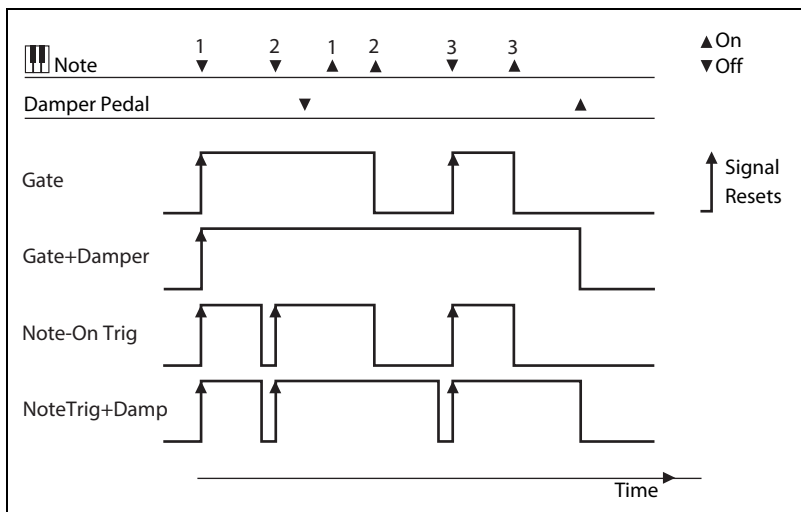 1 2 1 2 3 3
▲On
Note
▼Off
Damper Pedal
Gate
Signal
Resets
Gate+Damper
Note-On Trig
NoteTrig+Damp
Time